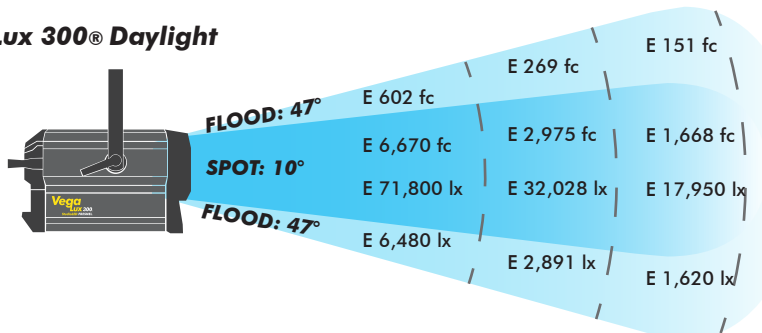 Lux 300® Daylight
FLOOD: 47°
E 602 fc
E 269 fc
E 151 fc
SPOT: 10°
E 6,670 fc
E 2,975 fc
E 1,668 fc
E 71,800 lx
E 32,028 lx
E 17,950 lx
FLOOD: 47°
E 6,480 lx
E 2,891 lx
E 1,620 lx
Vega
Lux 300